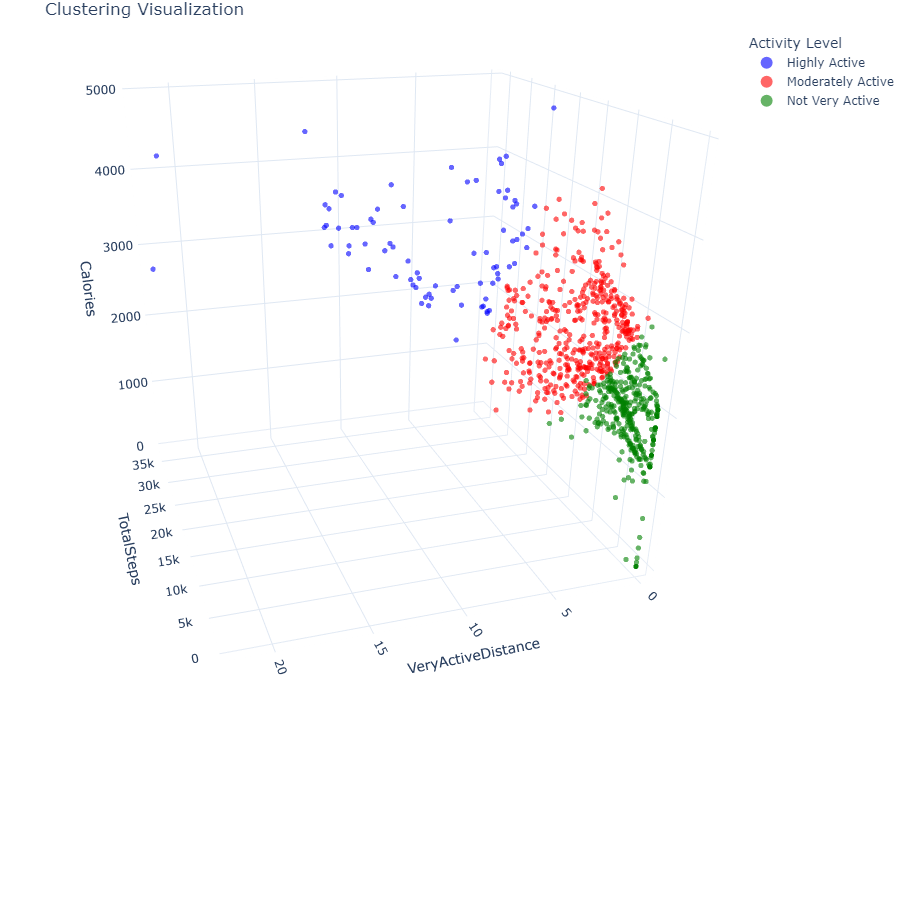 Clustering Visualization
Activity Level
Highly Active
Moderately Active
Not Very Active
5000
4000
3000
2000
1000
0
Calories
35k
30k
25k
20k
15k
10k
5k
0
TotalSteps
20
15
10
5
0
VeryActiveDistance